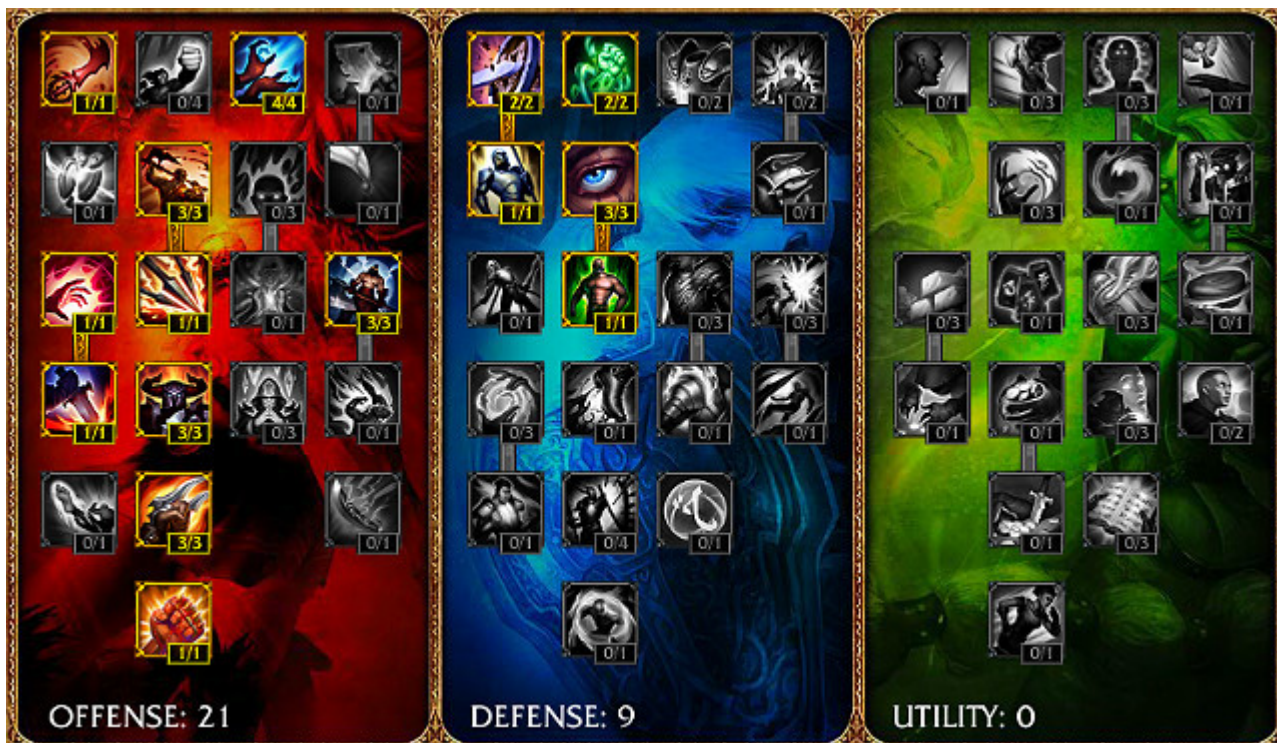 1/1 0/4 4/4 0/1 2/2 2/2 0/2 0/2 0/1 0/3 0/3 0/1
0/1 3/3 0/3 0/1 1/1 3/3 0/1 0/3 0/1 0/1
1/1 1/1 0/1 3/3 0/1 1/1 0/3 0/3 0/3 0/1 0/3 0/1
1/1 3/3 0/3 0/1 0/3 0/1 0/1 0/1 0/1 0/1 0/3 0/2
0/1 3/3 0/1 0/1 0/4 0/1 0/1 0/3
1/1 0/1 0/1
OFFENSE: 21 DEFENSE: 9 UTILITY: 0